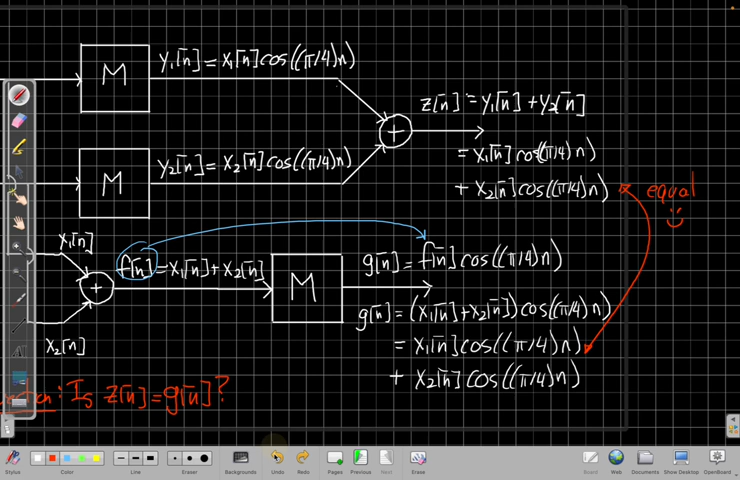 M
y₁[n] = x₁[n]cos((π/4)n)
z[n] = y₁[n] + y₂[n]
= x₁[n] cos((π/4)n)
+ x₂[n]cos((π/4)n)
equal
M
y₂[n] = x₂[n]cos((π/4)n)
+
x₁[n]
x₂[n]
+
f[n] = x₁[n] + x₂[n]
M
g[n] = f[n] cos((π/4)n)
g[n] = (x₁[n]+x₂[n])cos((π/4)n)
= x₁[n]cos((π/4)n)
+ x₂[n]cos((π/4)n)
: Is z[n] = g[n]?
Stylus
Color
Line
Eraser
Backgrounds
Undo
Redo
Pages
Previous
Next
Erase
Board
Web
Documents
Show Desktop
OpenBoard